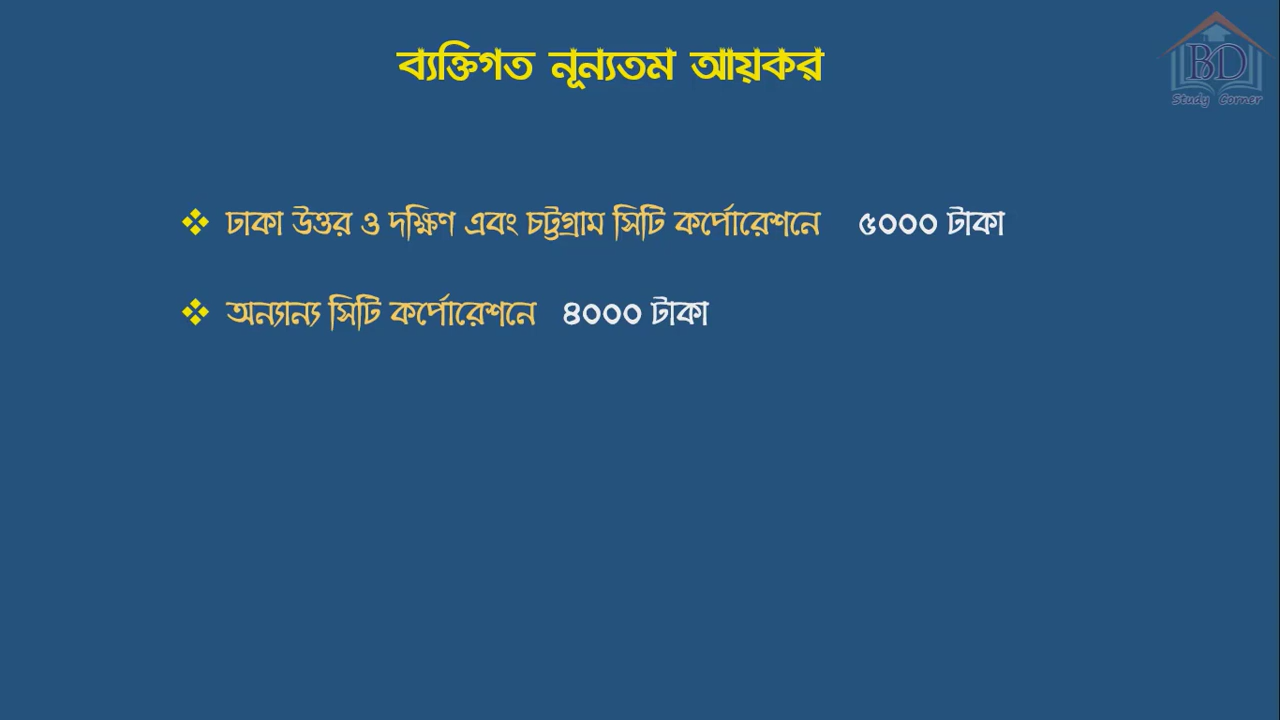 ব্যক্তিগত নূন্যতম আয়কর
BD
Study Corner
❖ ঢাকা উত্তর ও দক্ষিণ এবং চট্টগ্রাম সিটি কর্পোরেশনে ৫০০০ টাকা
❖ অন্যান্য সিটি কর্পোরেশনে ৪০০০ টাকা